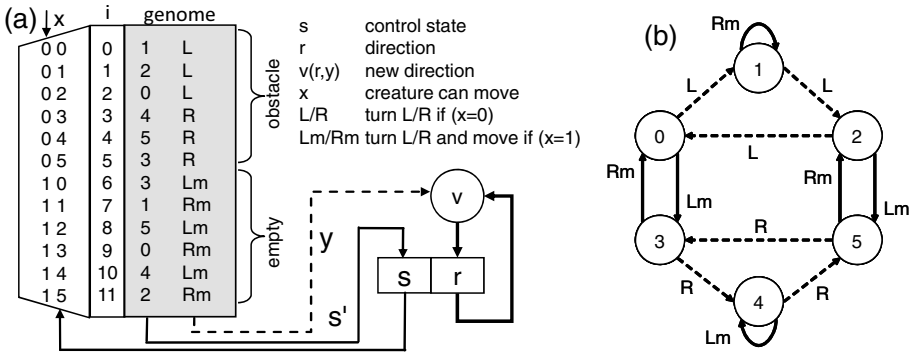 (a)
x i genome
0 0 0 1 L
0 1 1 2 L
0 2 2 0 L
0 3 3 4 R
0 4 4 5 R
0 5 5 3 R
1 0 6 3 Lm
1 1 7 1 Rm
1 2 8 5 Lm
1 3 9 0 Rm
1 4 10 4 Lm
1 5 11 2 Rm
obstacle
empty
s control state
r direction
v(r,y) new direction
x creature can move
L/R turn L/R if (x=0)
Lm/Rm turn L/R and move if (x=1)
v
y
s r
s'
(b)
Rm
1
L L
0 2
L
Rm Lm Rm Lm
R
3 5
R R
4
Lm